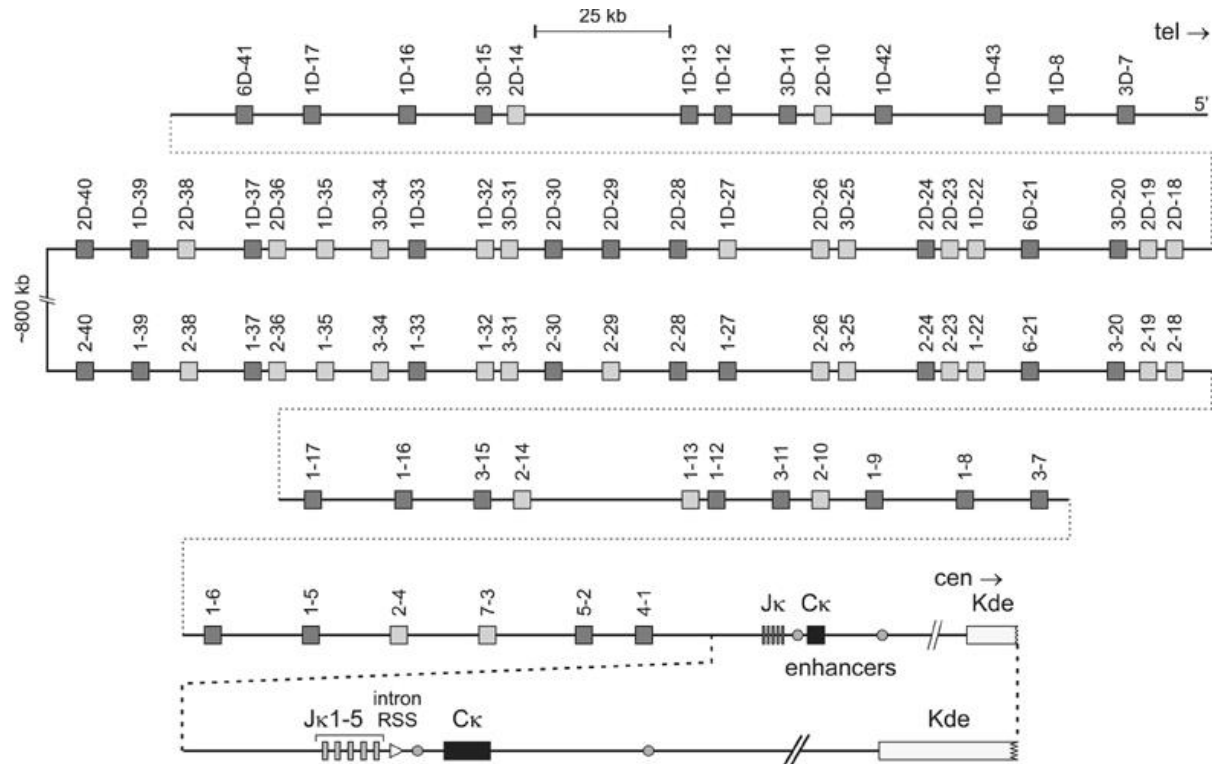 25 kb
tel →
6D-41 1D-17 1D-16 3D-15 2D-14 1D-13 1D-12 3D-11 2D-10 1D-42 1D-43 1D-8 3D-7
5'
2D-40 1D-39 2D-38 1D-37 2D-36 1D-35 3D-34 1D-33 1D-32 3D-31 2D-30 2D-29 2D-28 1D-27 2D-26 3D-25 2D-24 2D-23 1D-22 6D-21 3D-20 2D-19 2D-18
~800 kb
2-40 1-39 2-38 1-37 2-36 1-35 3-34 1-33 1-32 3-31 2-30 2-29 2-28 1-27 2-26 3-25 2-24 2-23 1-22 6-21 3-20 2-19 2-18
1-17 1-16 3-15 2-14 1-13 1-12 3-11 2-10 1-9 1-8 3-7
cen →
1-6 1-5 2-4 7-3 5-2 4-1 Jκ Cκ Kde
enhancers
intron
Jκ1-5 RSS Cκ Kde